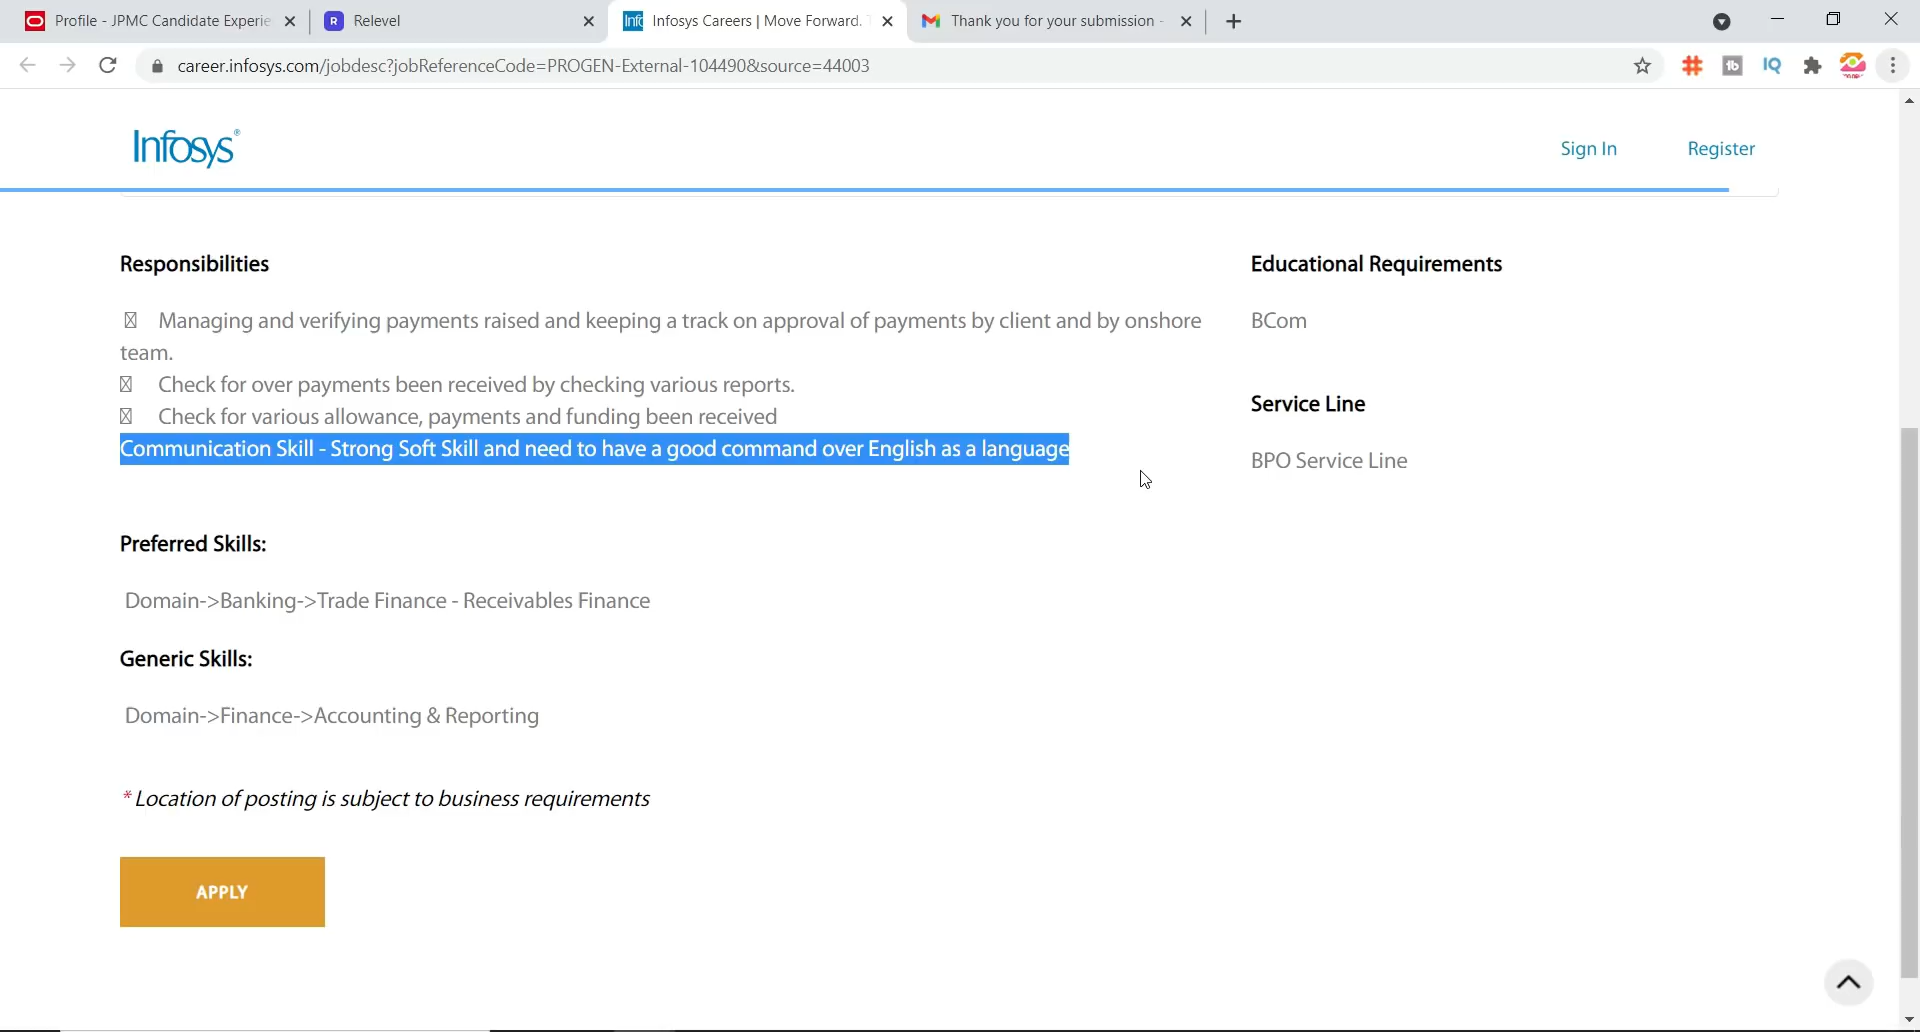 Profile - JPMC Candidate Experie
Relevel
Infosys Careers | Move Forward. T
Thank you for your submission -
career.infosys.com/jobdesc?jobReferenceCode=PROGEN-External-104490&source=44003
Infosys®
Sign In
Register
Responsibilities
Managing and verifying payments raised and keeping a track on approval of payments by client and by onshore
team.
Check for over payments been received by checking various reports.
Check for various allowance, payments and funding been received
Communication Skill - Strong Soft Skill and need to have a good command over English as a language
Educational Requirements
BCom
Service Line
BPO Service Line
Preferred Skills:
Domain->Banking->Trade Finance - Receivables Finance
Generic Skills:
Domain->Finance->Accounting & Reporting
* Location of posting is subject to business requirements
APPLY